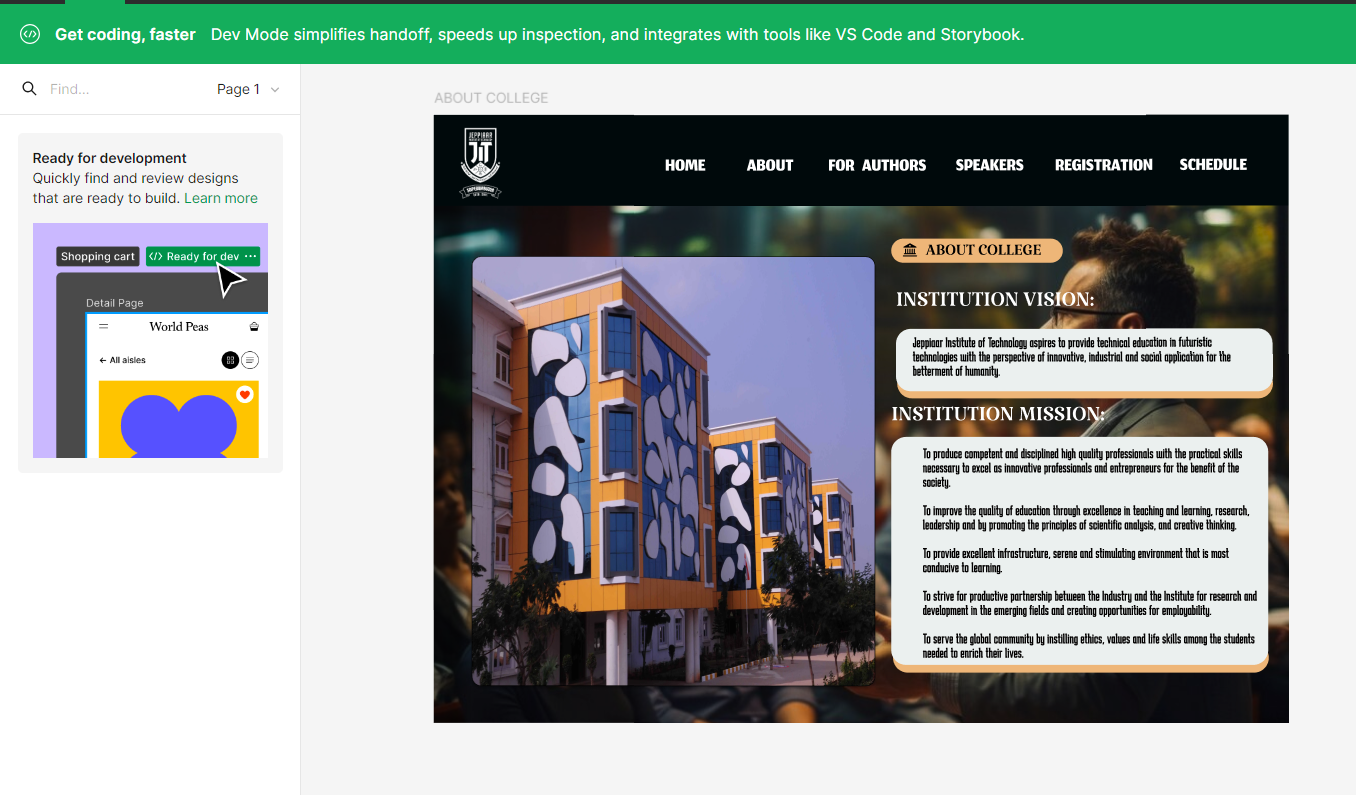 Get coding, faster Dev Mode simplifies handoff, speeds up inspection, and integrates with tools like VS Code and Storybook.
Find...
Page 1
Ready for development
Quickly find and review designs
that are ready to build. Learn more
Shopping cart
Ready for dev
Detail Page
World Peas
← All aisles
ABOUT COLLEGE
JEPPIAAR
JiT
HOME
ABOUT
FOR AUTHORS
SPEAKERS
REGISTRATION
SCHEDULE
ABOUT COLLEGE
INSTITUTION VISION:
Jeppiaar Institute of Technology aspires to provide technical education in futuristic
technologies with the perspective of innovative, industrial and social application for the
betterment of humanity.
INSTITUTION MISSION:
To produce competent and disciplined high quality professionals with the practical skills
necessary to excel as innovative professionals and entrepreneurs for the benefit of the
society.
To improve the quality of education through excellence in teaching and learning, research,
leadership and by promoting the principles of scientific analysis, and creative thinking.
To provide excellent infrastructure, serene and stimulating environment that is most
conducive to learning.
To strive for productive partnership between the Industry and the Institute for research and
development in the emerging fields and creating opportunities for employability.
To serve the global community by instilling ethics, values and life skills among the students
needed to enrich their lives.